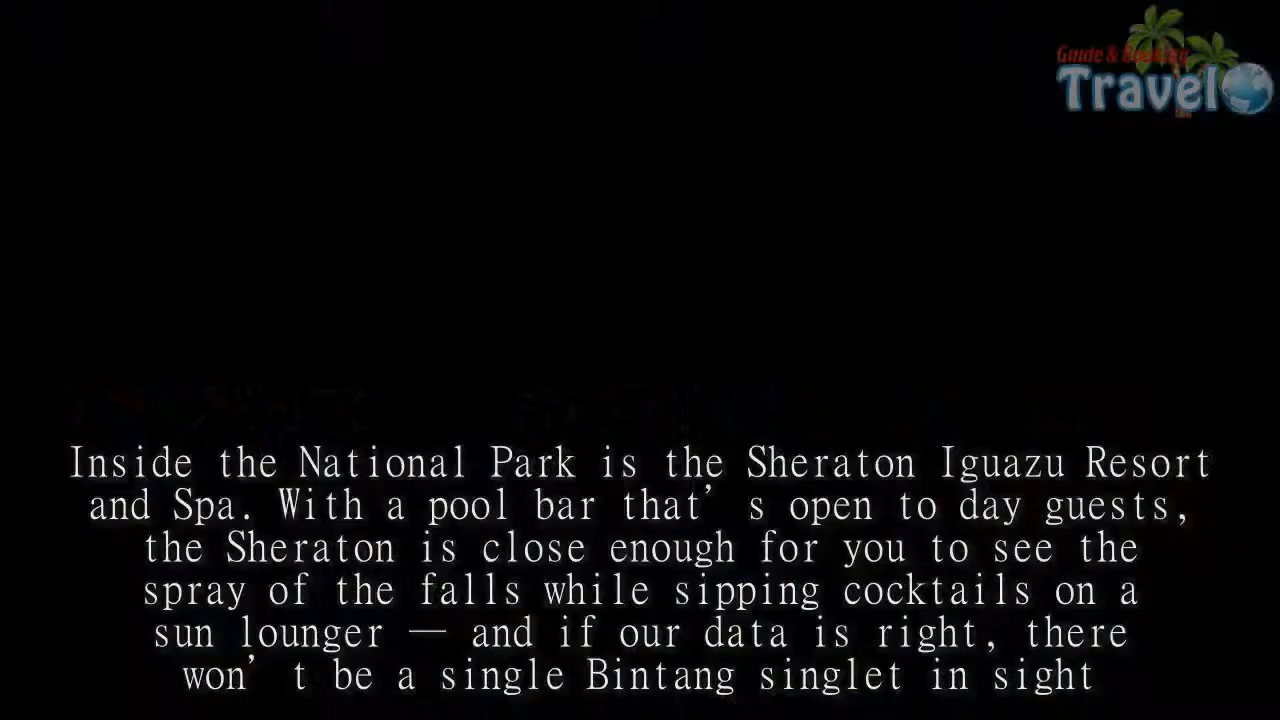 Guide & Booking
Travel
Inside the National Park is the Sheraton Iguazu Resort
and Spa. With a pool bar that’s open to day guests,
the Sheraton is close enough for you to see the
spray of the falls while sipping cocktails on a
sun lounger — and if our data is right, there
won’t be a single Bintang singlet in sight